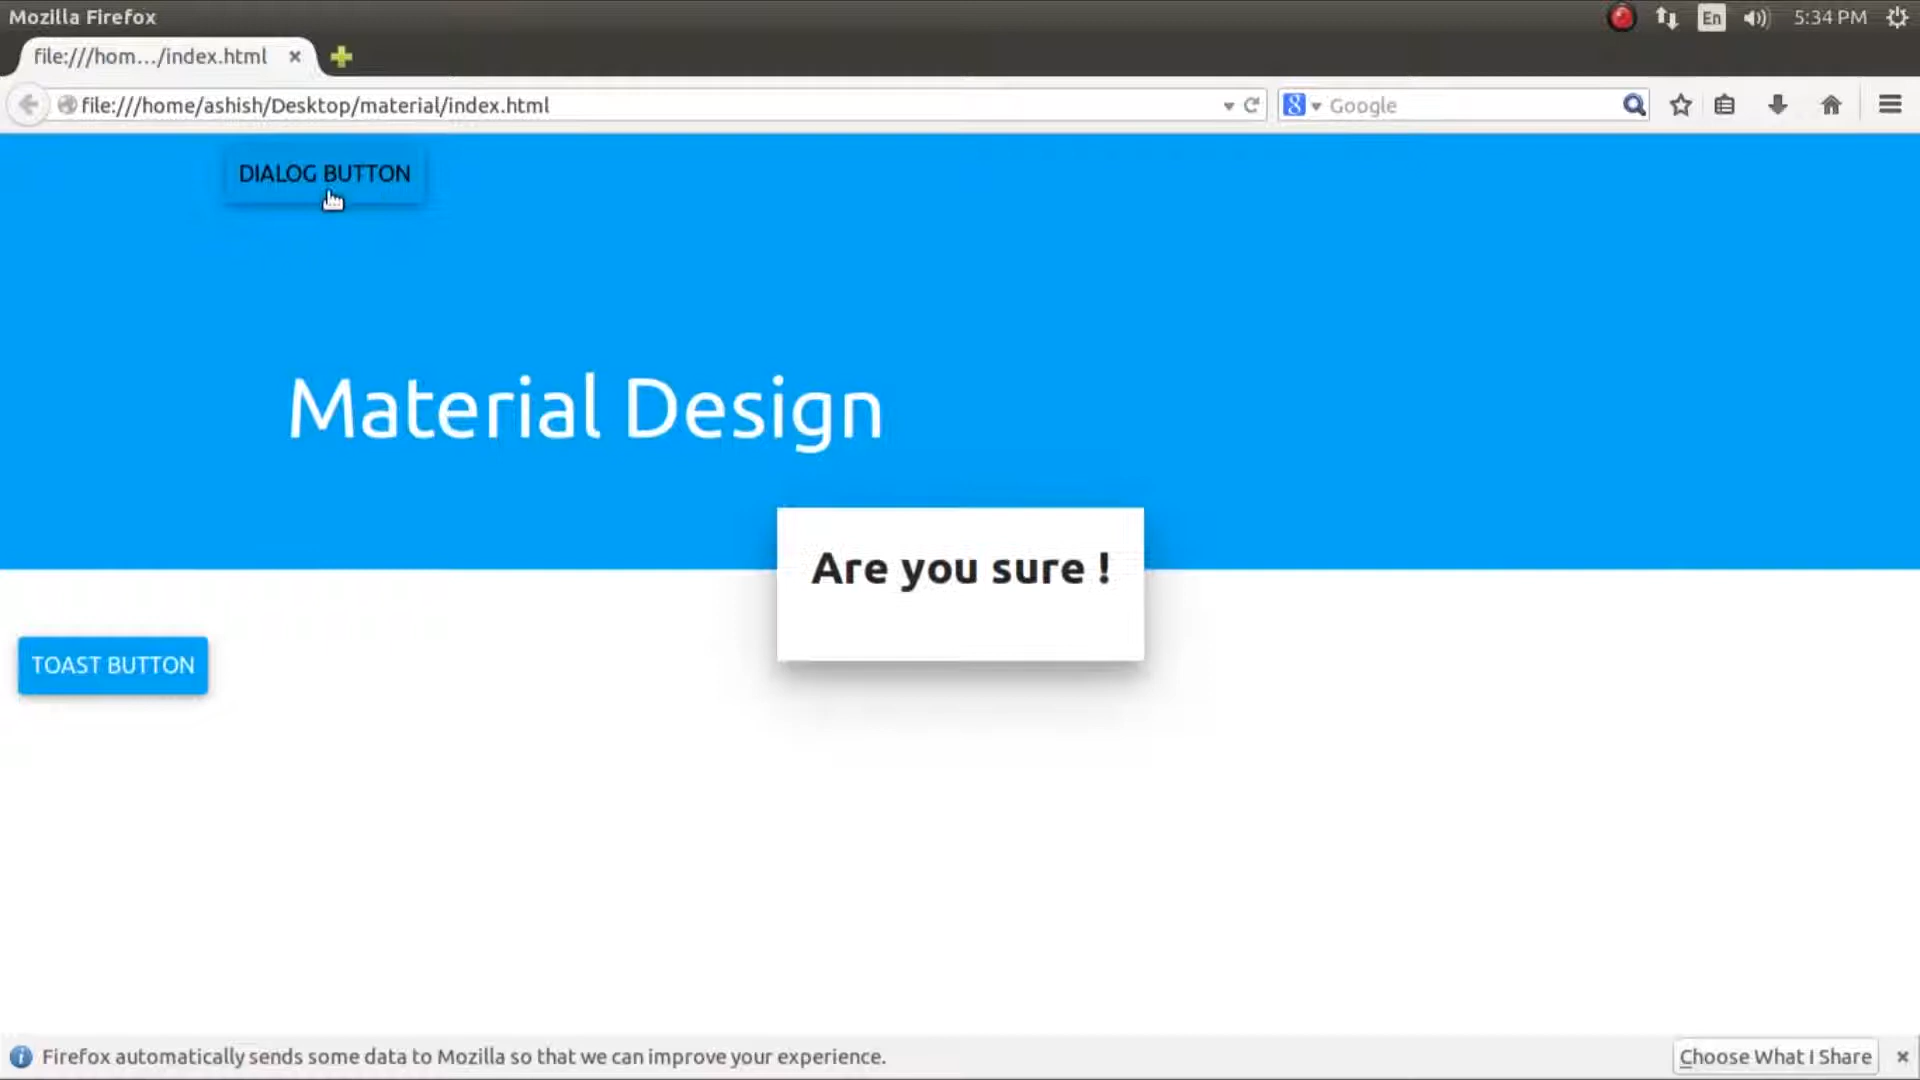 Mozilla Firefox
En
5:34 PM
file:///hom.../index.html
file:///home/ashish/Desktop/material/index.html
Google
DIALOG BUTTON
Material Design
Are you sure !
TOAST BUTTON
Firefox automatically sends some data to Mozilla so that we can improve your experience.
Choose What I Share